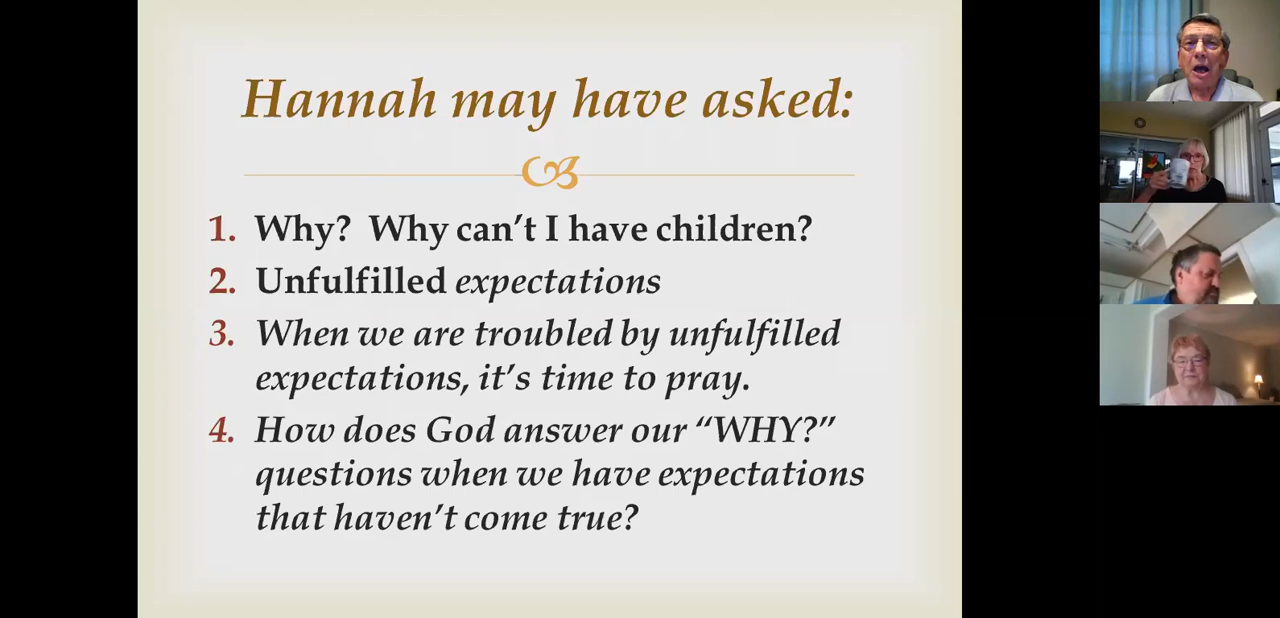 Hannah may have asked:
1. Why?  Why can’t I have children?
2. Unfulfilled expectations
3. When we are troubled by unfulfilled
expectations, it’s time to pray.
4. How does God answer our “WHY?”
questions when we have expectations
that haven’t come true?